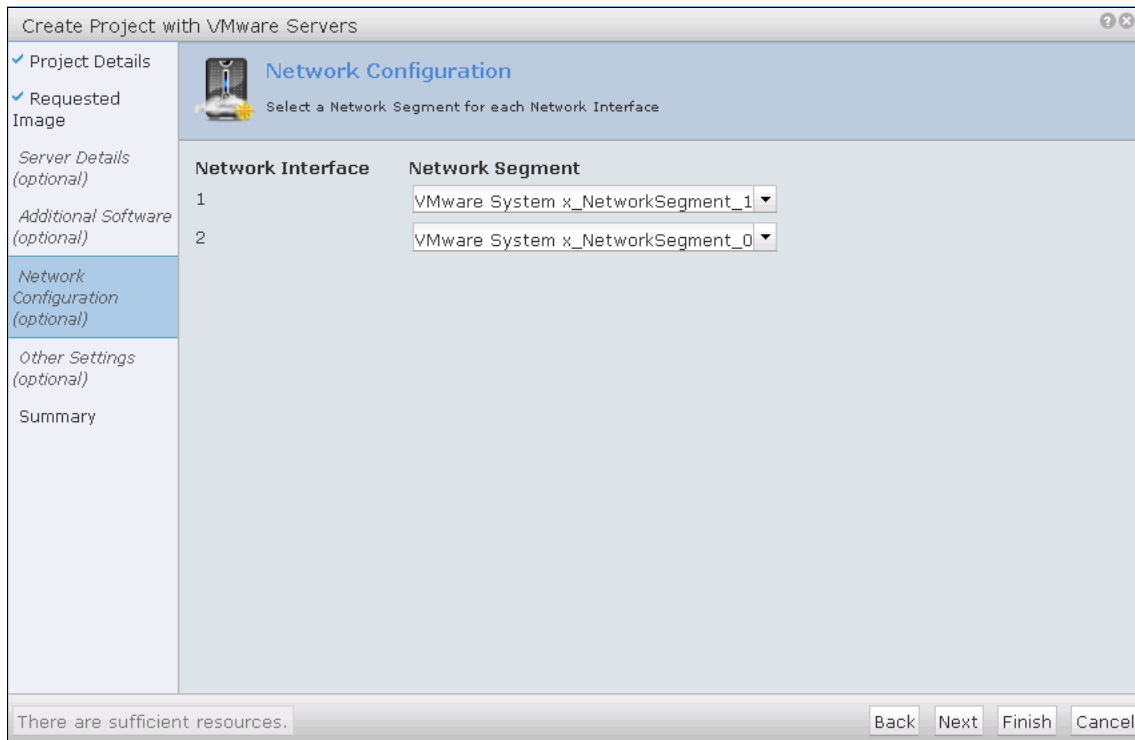 Create Project with VMware Servers
Project Details
Requested
Image
Server Details
(optional)
Additional Software
(optional)
Network
Configuration
(optional)
Other Settings
(optional)
Summary
Network Configuration
Select a Network Segment for each Network Interface
Network Interface Network Segment
1 VMware System x_NetworkSegment_1
2 VMware System x_NetworkSegment_0
There are sufficient resources.
Back Next Finish Cancel